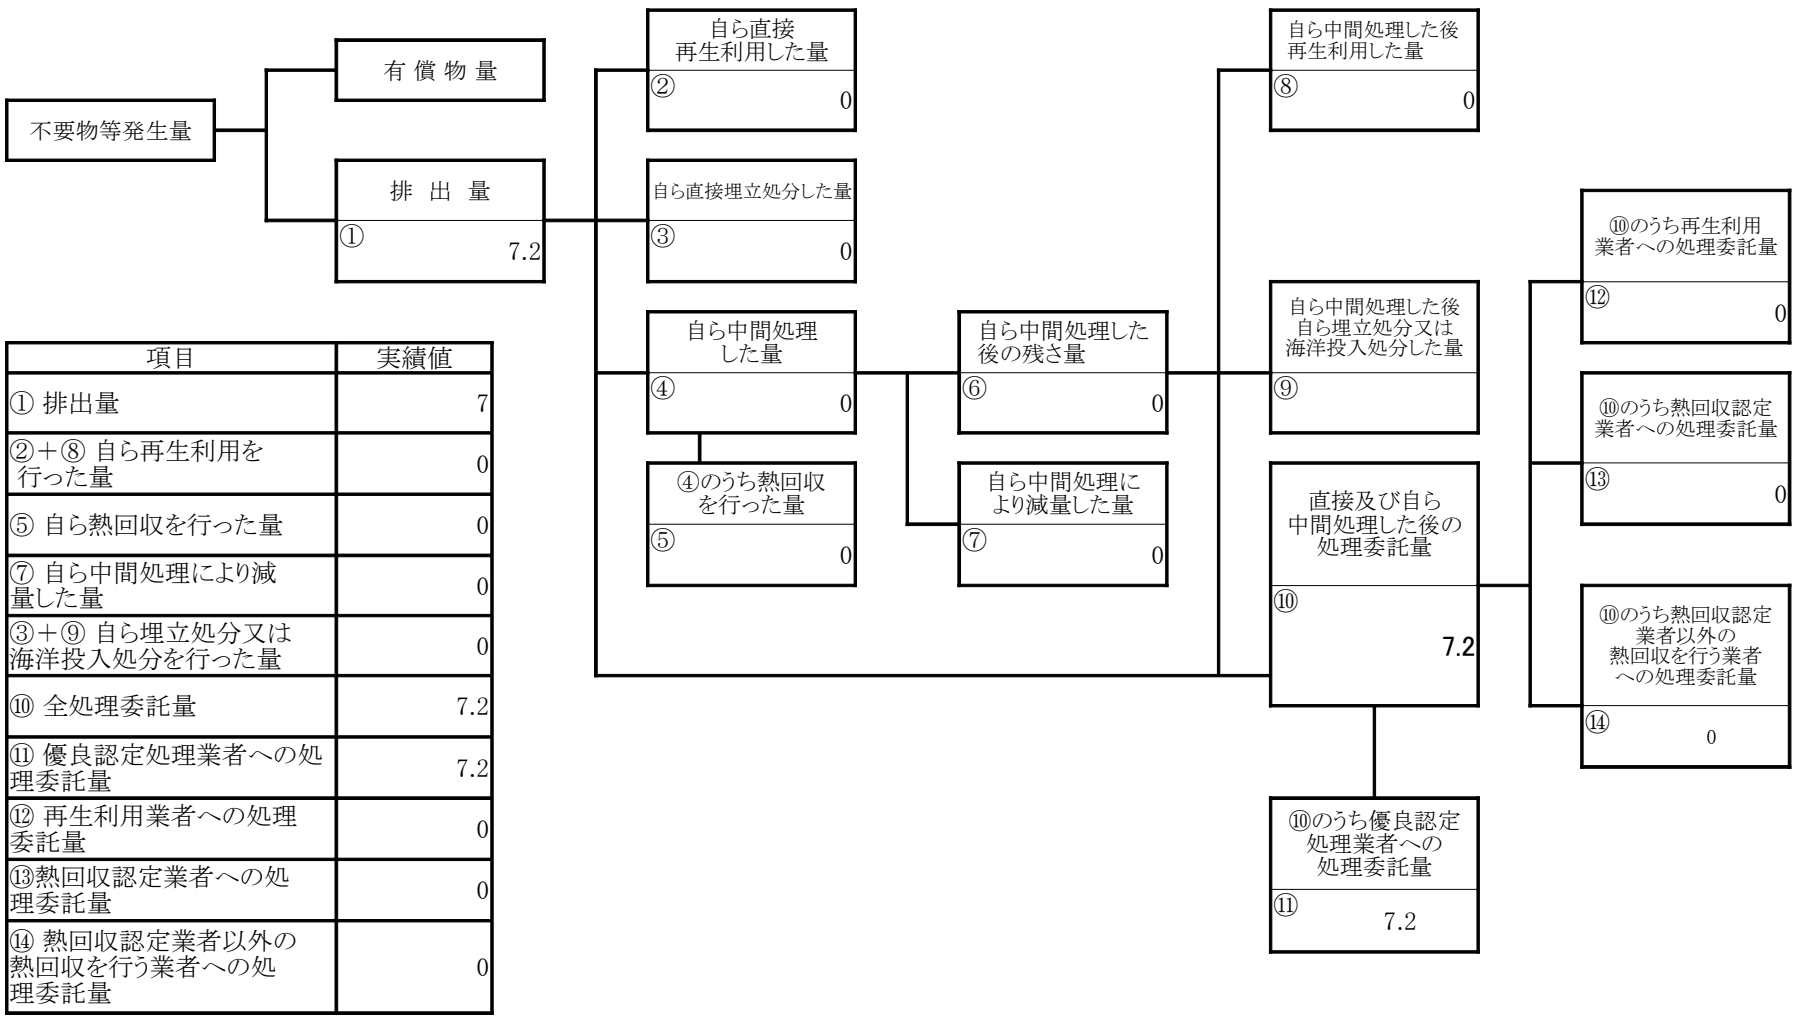 不要物等発生量
有 償 物 量
排 出 量
①
7.2
自ら直接
再生利用した量
②
0
自ら直接埋立処分した量
③
0
自ら中間処理
した量
④
0
④のうち熱回収
を行った量
⑤
0
自ら中間処理した
後の残さ量
⑥
0
自ら中間処理に
より減量した量
⑦
0
自ら中間処理した後
再生利用した量
⑧
0
自ら中間処理した後
自ら埋立処分又は
海洋投入処分した量
⑨
直接及び自ら
中間処理した後の
処理委託量
⑩
7.2
⑩のうち優良認定
処理業者への
処理委託量
⑪
7.2
⑩のうち再生利用
業者への処理委託量
⑫
0
⑩のうち熱回収認定
業者への処理委託量
⑬
0
⑩のうち熱回収認定
業者以外の
熱回収を行う業者
への処理委託量
⑭
0
項目 実績値
① 排出量 7
②+⑧ 自ら再生利用を
行った量 0
⑤ 自ら熱回収を行った量 0
⑦ 自ら中間処理により減
量した量 0
③+⑨ 自ら埋立処分又は
海洋投入処分を行った量 0
⑩ 全処理委託量 7.2
⑪ 優良認定処理業者への処
理委託量 7.2
⑫ 再生利用業者への処理
委託量 0
⑬熱回収認定業者への処
理委託量 0
⑭ 熱回収認定業者以外の
熱回収を行う業者への処
理委託量 0